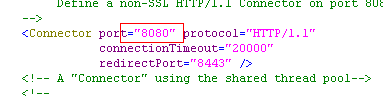 Define a non-SSL HTTP/1.1 Connector on port 808
-->
<Connector port="8080" protocol="HTTP/1.1"
connectionTimeout="20000"
redirectPort="8443" />
<!-- A "Connector" using the shared thread pool-->
<!--